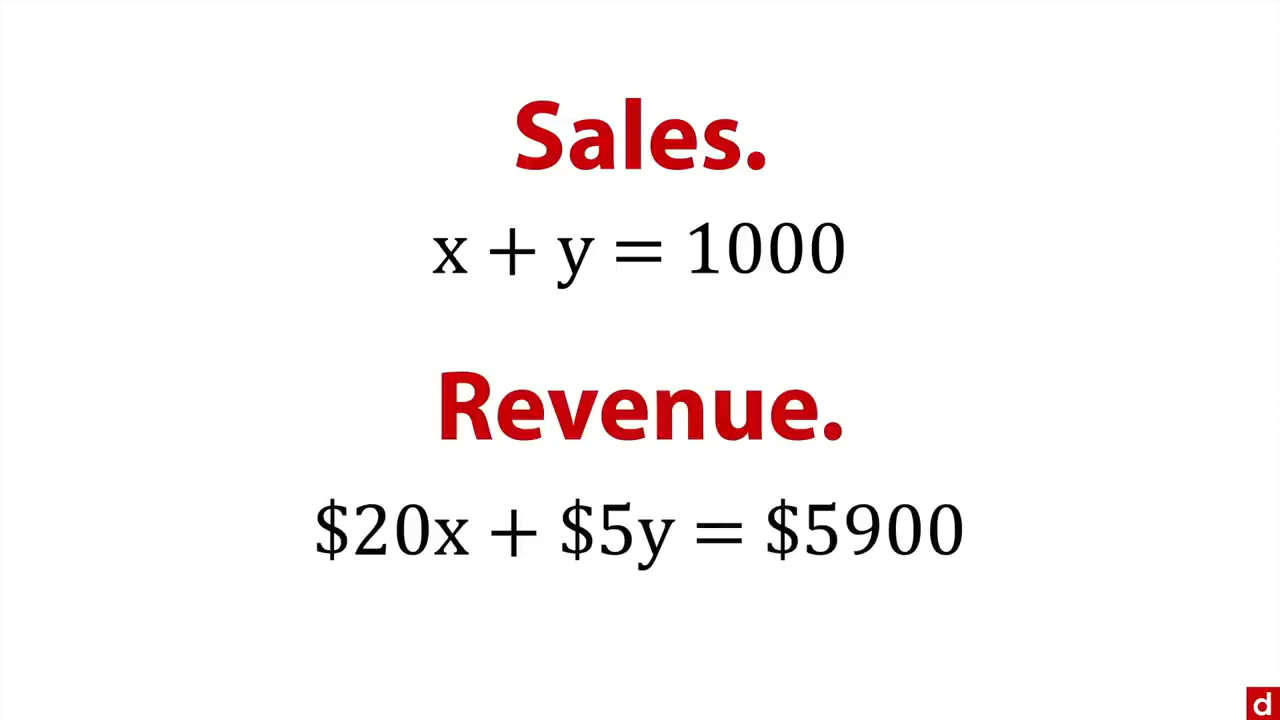 Sales.
x + y = 1000
Revenue.
$20x + $5y = $5900
d